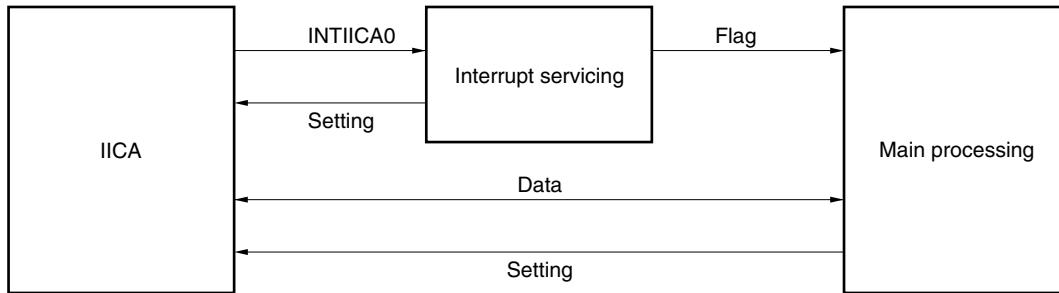 INTIICA0
Flag
Interrupt servicing
Setting
IICA
Main processing
Data
Setting